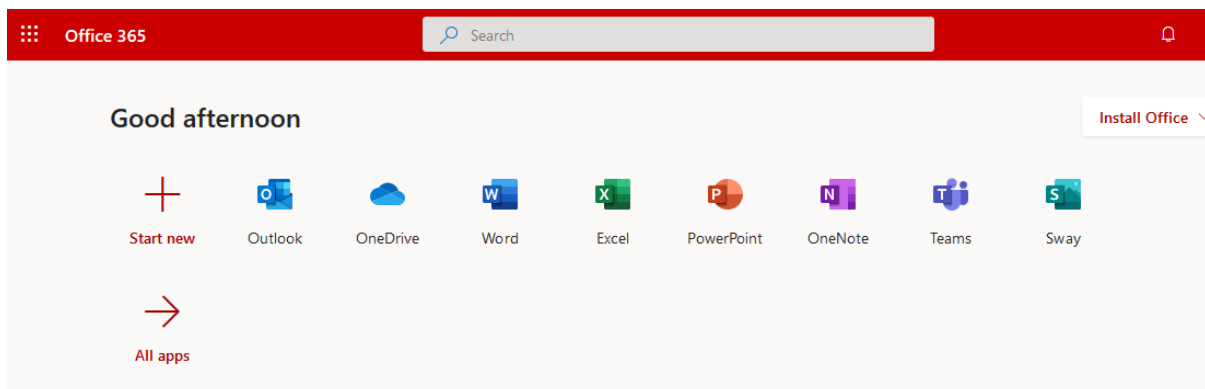 Office 365
Search
Good afternoon
Install Office
Start new
Outlook
OneDrive
Word
Excel
PowerPoint
OneNote
Teams
Sway
All apps